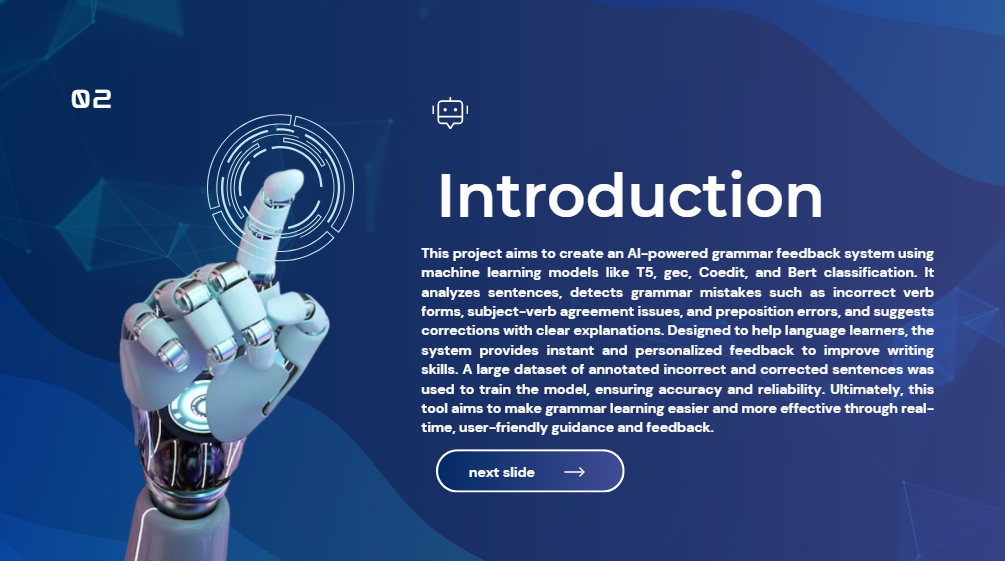 02
Introduction
This project aims to create an AI-powered grammar feedback system using
machine learning models like T5, gec, Coedit, and Bert classification. It
analyzes sentences, detects grammar mistakes such as incorrect verb
forms, subject-verb agreement issues, and preposition errors, and suggests
corrections with clear explanations. Designed to help language learners, the
system provides instant and personalized feedback to improve writing
skills. A large dataset of annotated incorrect and corrected sentences was
used to train the model, ensuring accuracy and reliability. Ultimately, this
tool aims to make grammar learning easier and more effective through real-
time, user-friendly guidance and feedback.
next slide